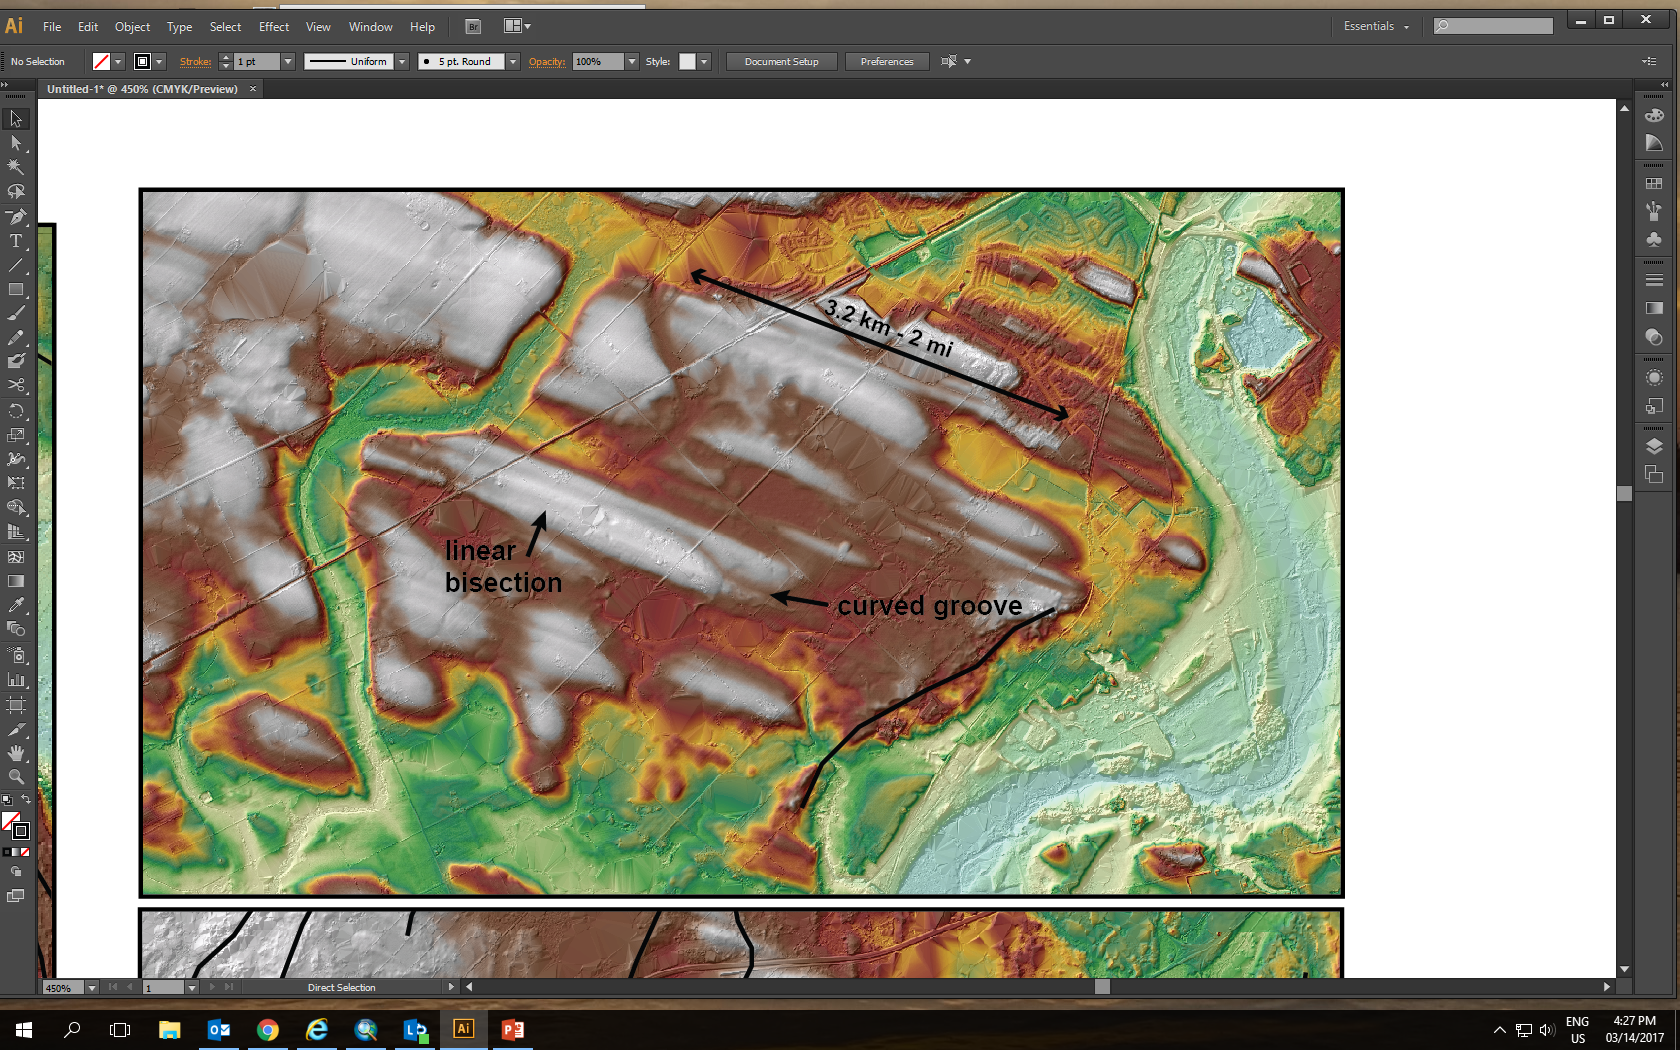 Ai File Edit Object Type Select Effect View Window Help Br Essentials
No Selection Stroke: 1 pt Uniform 5 pt. Round Opacity: 100% Style: Document Setup Preferences
Untitled-1* @ 450% (CMYK/Preview) ×
3.2 km - 2 mi
linear
bisection
curved groove
450% 1 Direct Selection
ENG
US
4:27 PM
03/14/2017